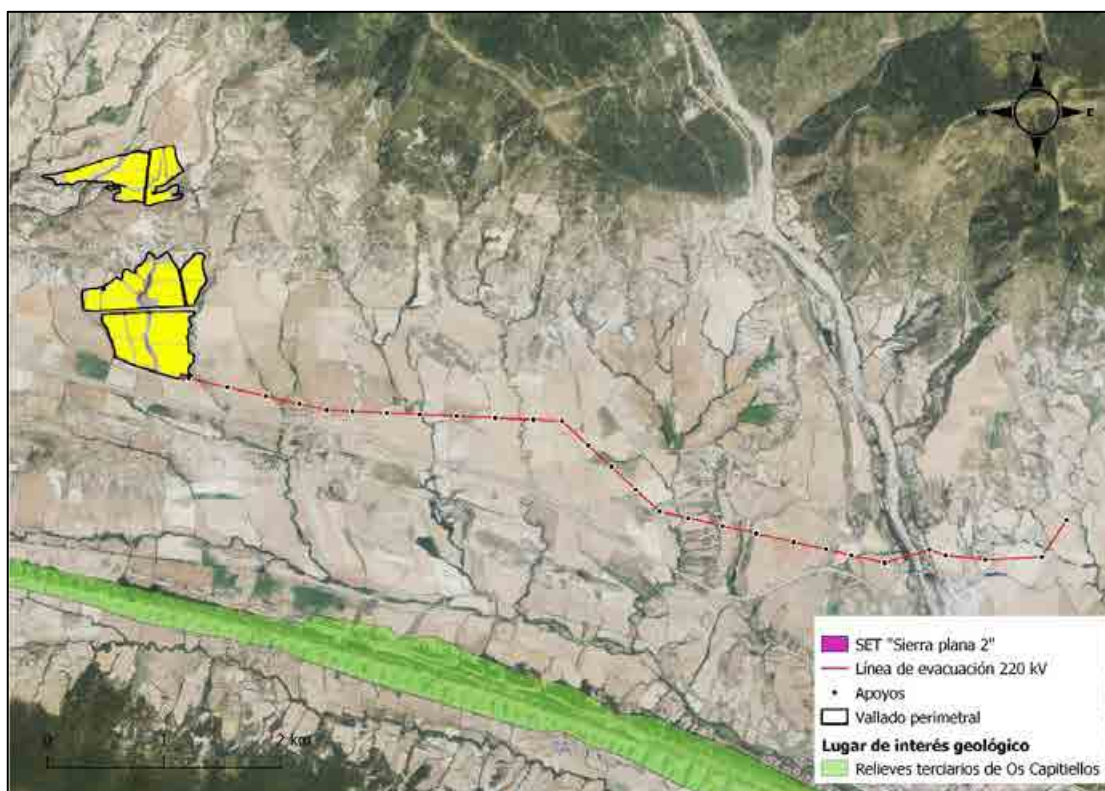 N
W
E
SET "Sierra plana 2"
Línea de evacuación 220 kV
Apoyos
Vallado perimetral
Lugar de interés geológico
Relieves terciarios de Os Capitiellos
0 1 2 km